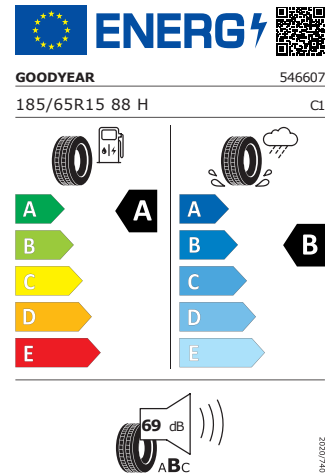 ENERG
GOODYEAR 546607
185/65R15 88 H C1
A A
B
C
D
E
A
B B
C
D
E
69 dB
ABC
2020/740